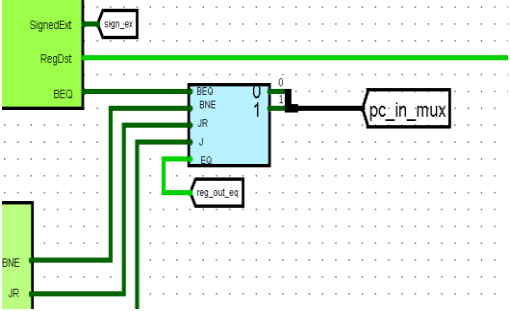 SignedExt
sign_ex
RegDst
BEQ
BEQ
BNE
JR
J
EQ
0
1
0
1
pc_in_mux
reg_out_eq
BNE
JR